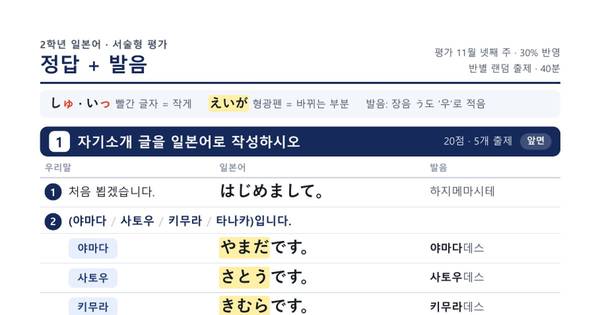 2학년 일본어 · 서술형 평가
정답 + 발음
평가 11월 넷째 주 · 30% 반영
반별 랜덤 출제 · 40분
しゅ · いっ 빨간 글자 = 작게 えいが 형광펜 = 바뀌는 부분 발음: 장음 う도 '우'로 적음
1 자기소개 글을 일본어로 작성하시오 20점 · 5개 출제 앞면
우리말 일본어 발음
1 처음 뵙겠습니다. はじめまして。 하지메마시테
2 (야마다 / 사토우 / 키무라 / 타나카)입니다.
야마다 やまだです。 야마다데스
사토우 さとうです。 사토우데스
키무라 きむらです。 키무라데스